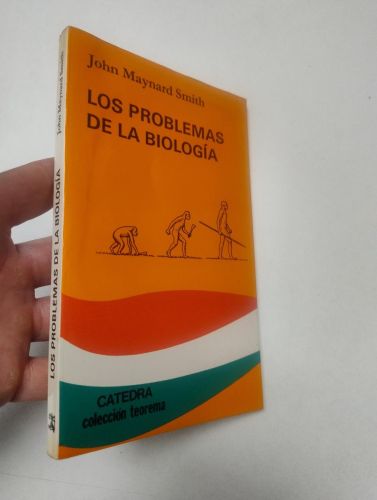 John Maynard Smith
LOS PROBLEMAS
DE LA BIOLOGÍA
CATEDRA
colección teorema
John Maynard Smith
LOS PROBLEMAS DE LA BIOLOGÍA